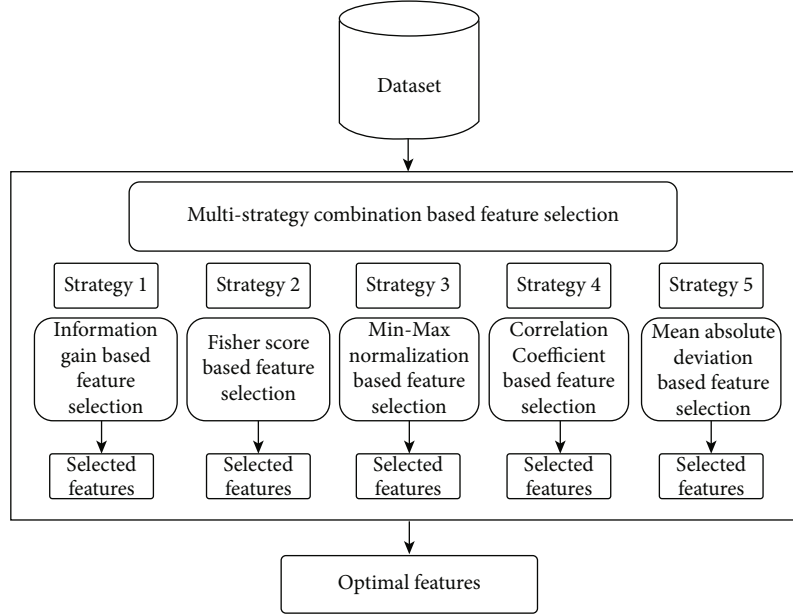 Dataset
Multi-strategy combination based feature selection
Strategy 1
Strategy 2
Strategy 3
Strategy 4
Strategy 5
Information
gain based
feature
selection
Fisher score
based feature
selection
Min-Max
normalization
based feature
selection
Correlation
Coefficient
based feature
selection
Mean absolute
deviation
based feature
selection
Selected
features
Selected
features
Selected
features
Selected
features
Selected
features
Optimal features